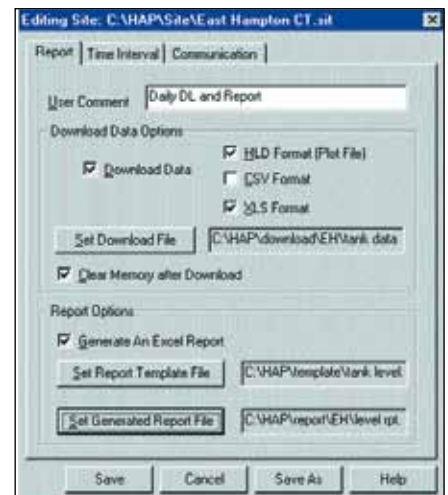 Editing Site: C:\HAP\Site\East Hampton CT.sit
Report Time Interval Communication
User Comment Daily DL and Report
Download Data Options
Download Data
HLD Format (Plot File)
CSV Format
XLS Format
Set Download File C:\HAP\download\EH\tank data
Clear Memory after Download
Report Options
Generate An Excel Report
Set Report Template File C:\HAP\template\tank level
Set Generated Report File C:\HAP\report\EH\level rpt.
Save Cancel Save As Help